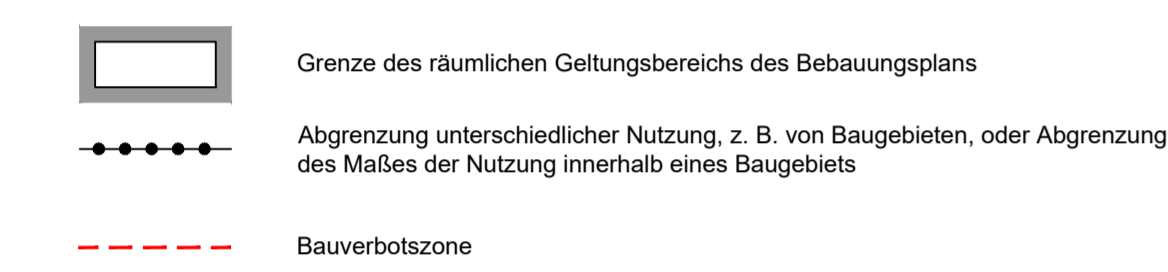 Grenze des räumlichen Geltungsbereichs des Bebauungsplans
Abgrenzung unterschiedlicher Nutzung, z. B. von Baugebieten, oder Abgrenzung
des Maßes der Nutzung innerhalb eines Baugebiets
Bauverbotszone